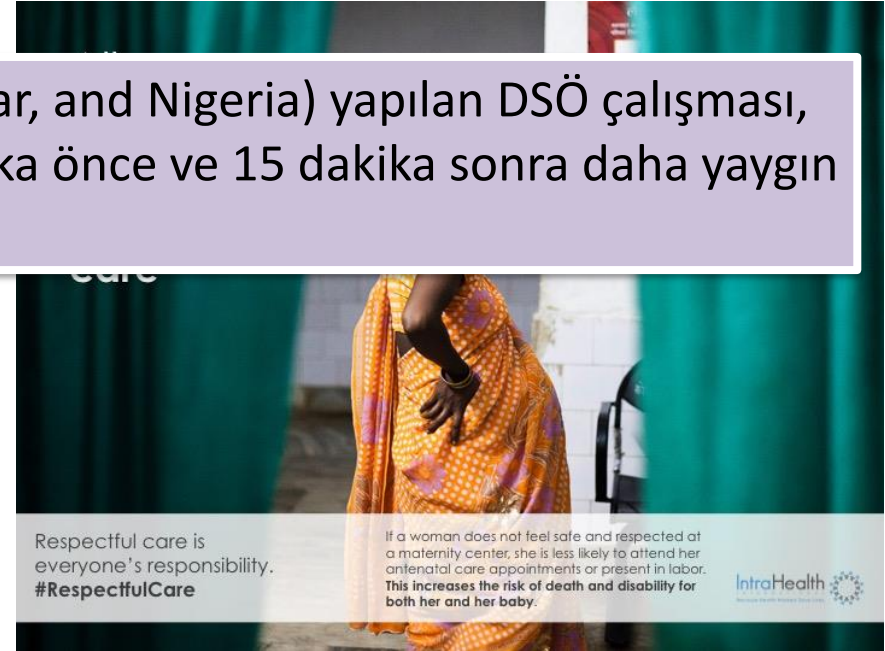 ar, and Nigeria) yapılan DSÖ çalışması,
ka önce ve 15 dakika sonra daha yaygın
care
Respectful care is
everyone's responsibility.
#RespectfulCare
If a woman does not feel safe and respected at
a maternity center, she is less likely to attend her
antenatal care appointments or present in labor.
This increases the risk of death and disability for
both her and her baby.
IntraHealth
INTERNATIONAL